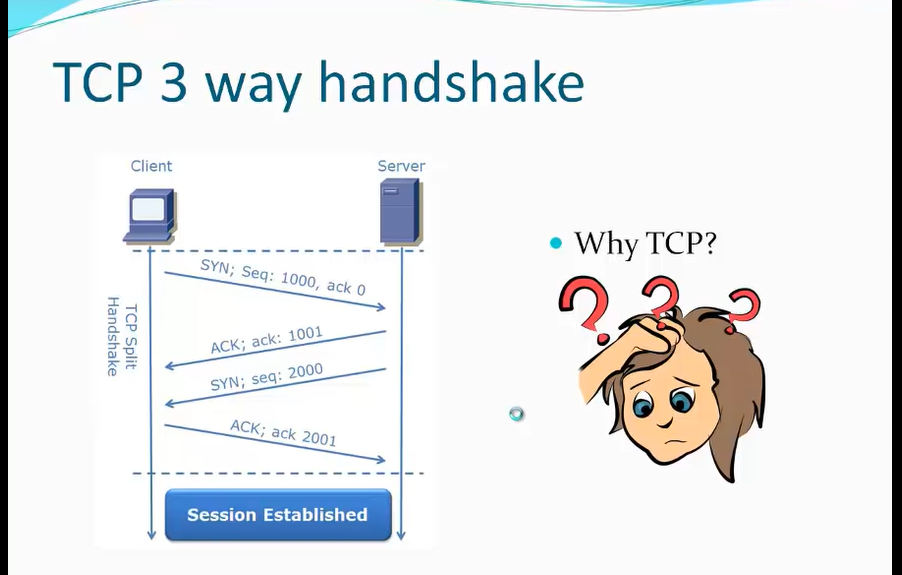 TCP 3 way handshake
Client
Server
SYN; Seq: 1000, ack 0
TCP Split
Handshake
ACK; ack: 1001
SYN; seq: 2000
ACK; ack 2001
Session Established
Why TCP?
???